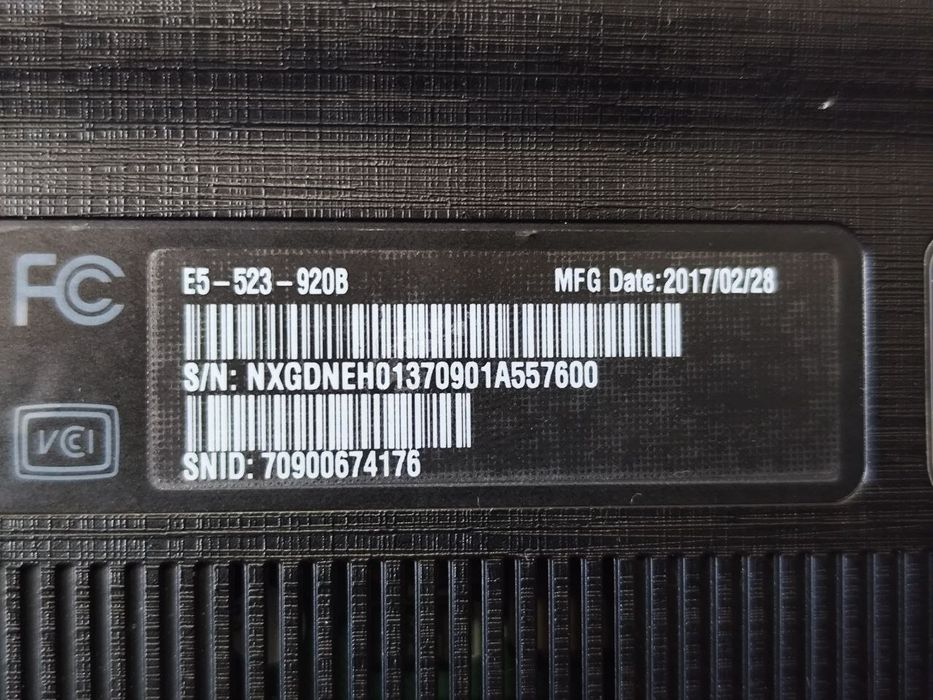 FC
E5-523-920B
MFG Date:2017/02/28
S/N: NXGDNEH01370901A557600
VCI
SNID: 70900674176